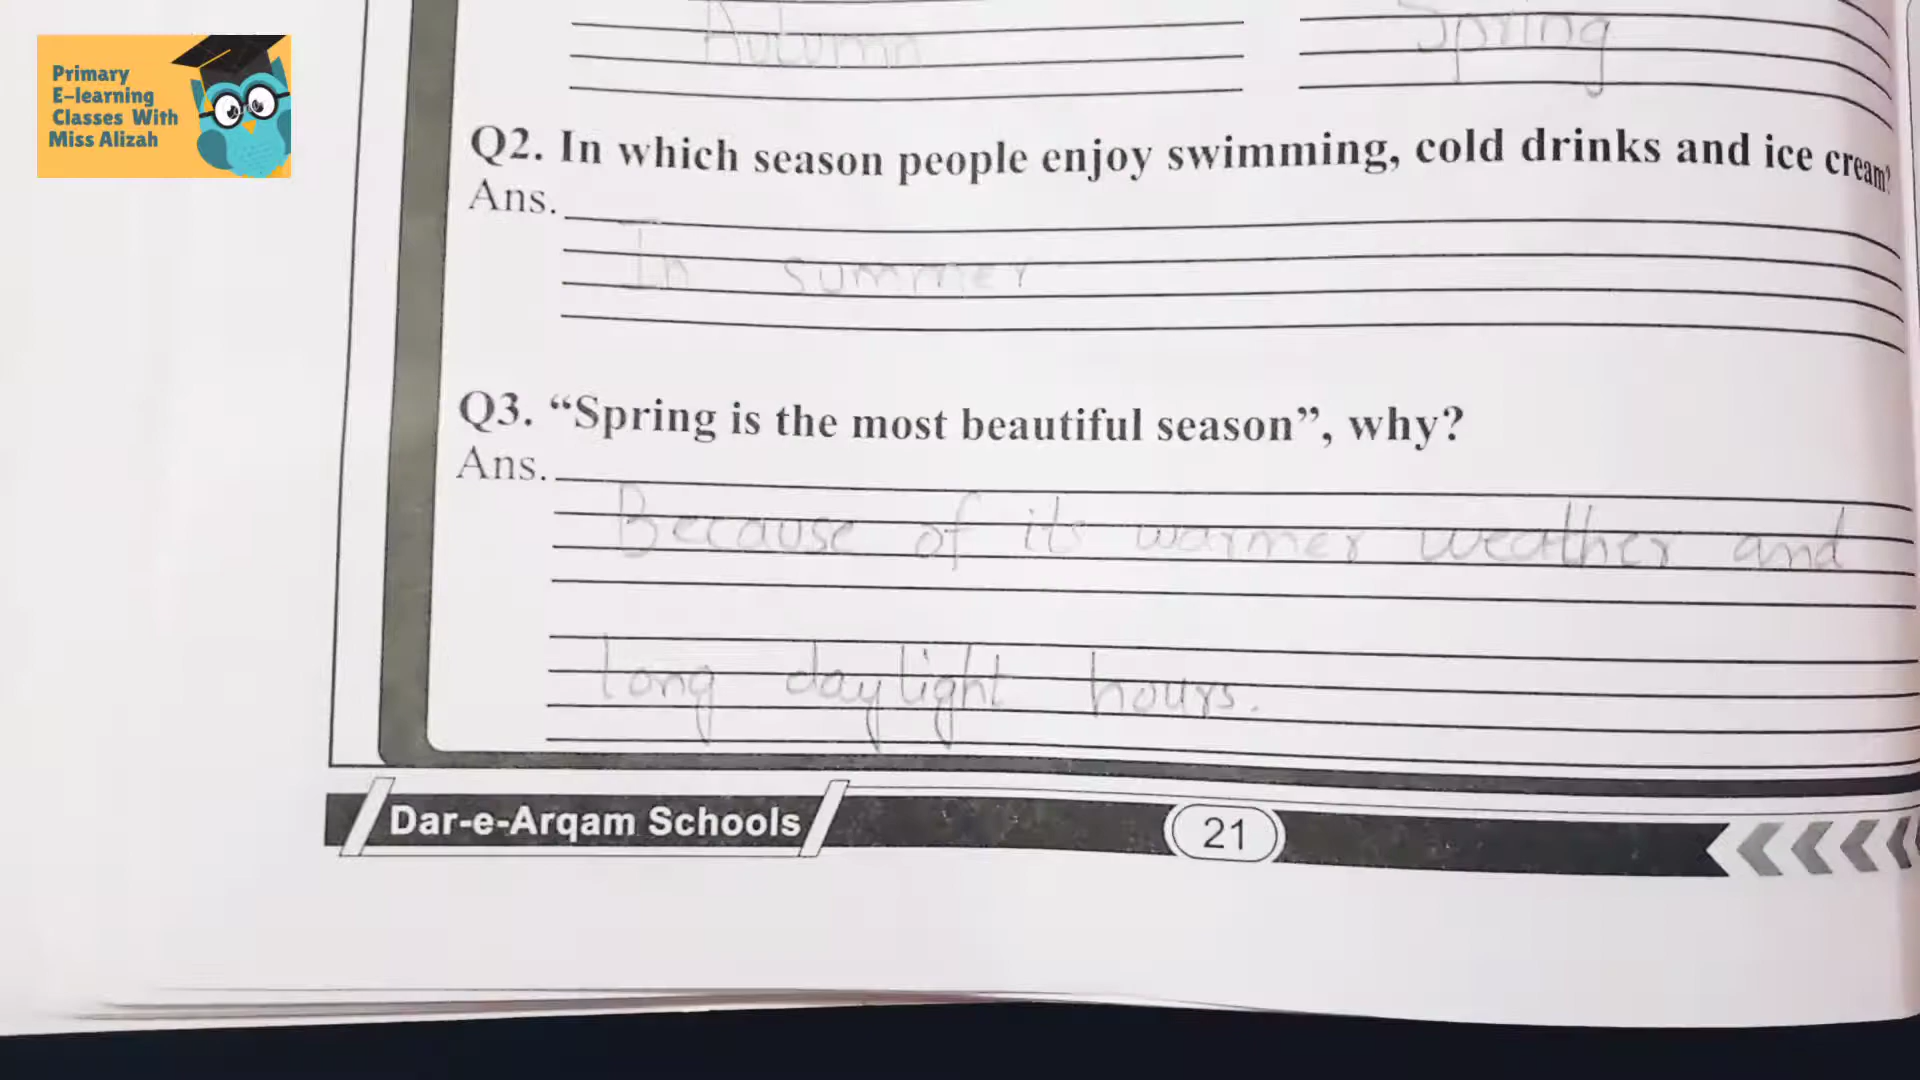 Primary
E-learning
Classes With
Miss Alizah
Autumn Spring
Q2. In which season people enjoy swimming, cold drinks and ice cream?
Ans.
In summer
Q3. “Spring is the most beautiful season”, why?
Ans.
Because of its warmer weather and
long daylight hours.
Dar-e-Arqam Schools
21